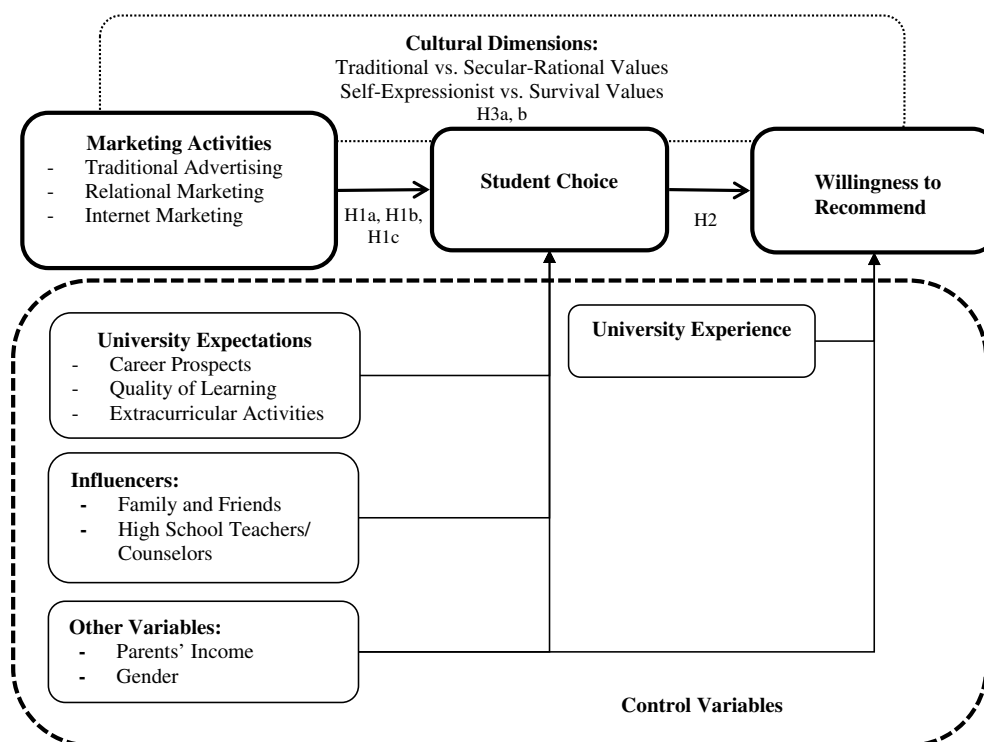 Cultural Dimensions:
Traditional vs. Secular-Rational Values
Self-Expressionist vs. Survival Values
H3a, b
Marketing Activities
- Traditional Advertising
- Relational Marketing
- Internet Marketing
H1a, H1b,
H1c
Student Choice
H2
Willingness to
Recommend
University Expectations
- Career Prospects
- Quality of Learning
- Extracurricular Activities
University Experience
Influencers:
- Family and Friends
- High School Teachers/
Counselors
Other Variables:
- Parents’ Income
- Gender
Control Variables